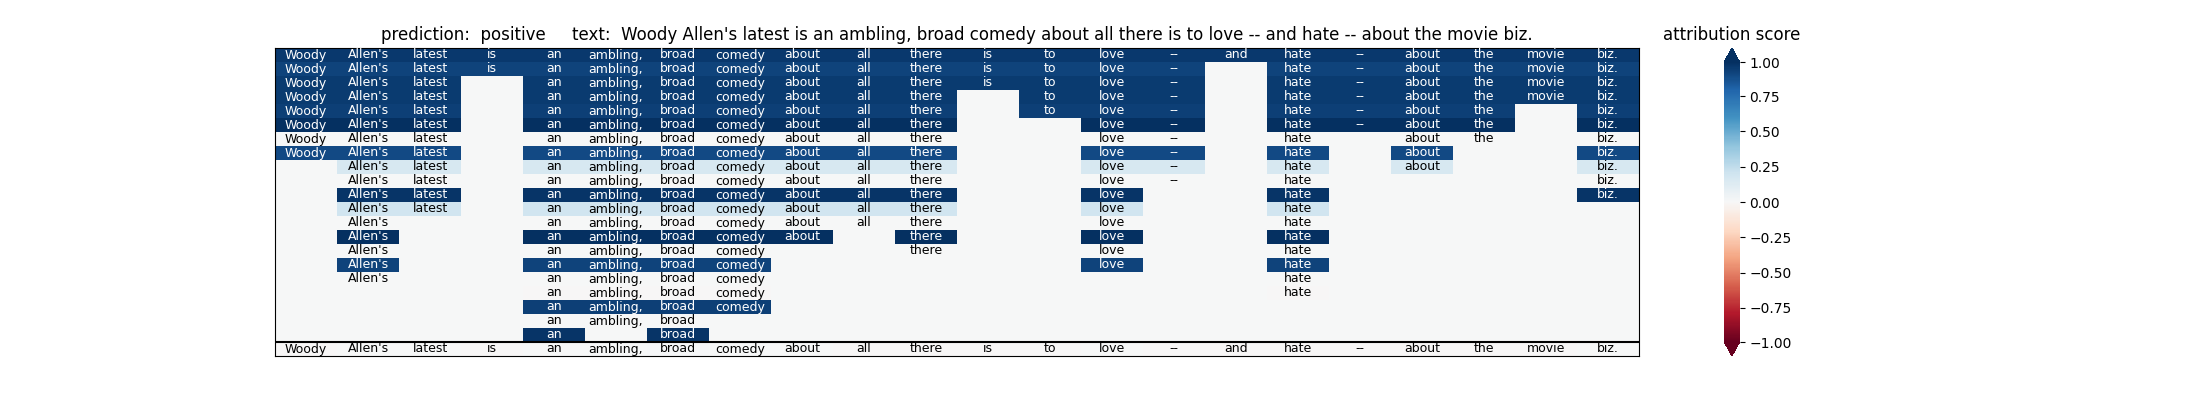 prediction: positive text: Woody Allen's latest is an ambling, broad comedy about all there is to love -- and hate -- about the movie biz.
Woody Allen's latest is an ambling, broad comedy about all there is to love -- and hate -- about the movie biz.
Woody Allen's latest is an ambling, broad comedy about all there is to love -- hate -- about the movie biz.
Woody Allen's latest an ambling, broad comedy about all there is to love -- hate -- about the movie biz.
Woody Allen's latest an ambling, broad comedy about all there to love -- hate -- about the movie biz.
Woody Allen's latest an ambling, broad comedy about all there to love -- hate -- about the biz.
Woody Allen's latest an ambling, broad comedy about all there love -- hate -- about the biz.
Woody Allen's latest an ambling, broad comedy about all there love -- hate about the biz.
Woody Allen's latest an ambling, broad comedy about all there love -- hate about biz.
Allen's latest an ambling, broad comedy about all there love -- hate about biz.
Allen's latest an ambling, broad comedy about all there love -- hate biz.
Allen's latest an ambling, broad comedy about all there love hate biz.
Allen's latest an ambling, broad comedy about all there love hate
Allen's an ambling, broad comedy about all there love hate
Allen's an ambling, broad comedy about there love hate
Allen's an ambling, broad comedy there love hate
Allen's an ambling, broad comedy love hate
Allen's an ambling, broad comedy hate
an ambling, broad comedy hate
an ambling, broad comedy
an ambling, broad
an broad
Woody Allen's latest is an ambling, broad comedy about all there is to love -- and hate -- about the movie biz.
attribution score
1.00
0.75
0.50
0.25
0.00
−0.25
−0.50
−0.75
−1.00